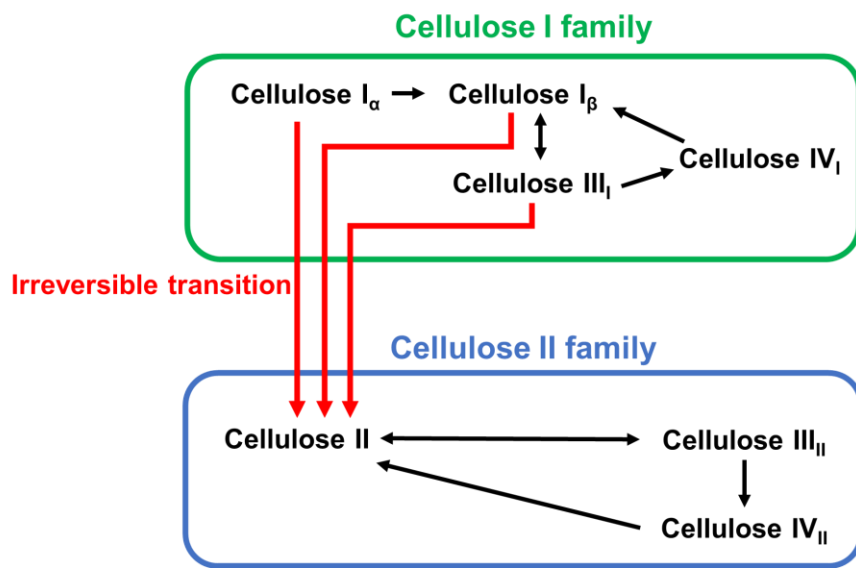 Cellulose I family
Cellulose Iα
Cellulose Iβ
Cellulose IVI
Cellulose IIII
Irreversible transition
Cellulose II family
Cellulose II
Cellulose IIIII
Cellulose IVII